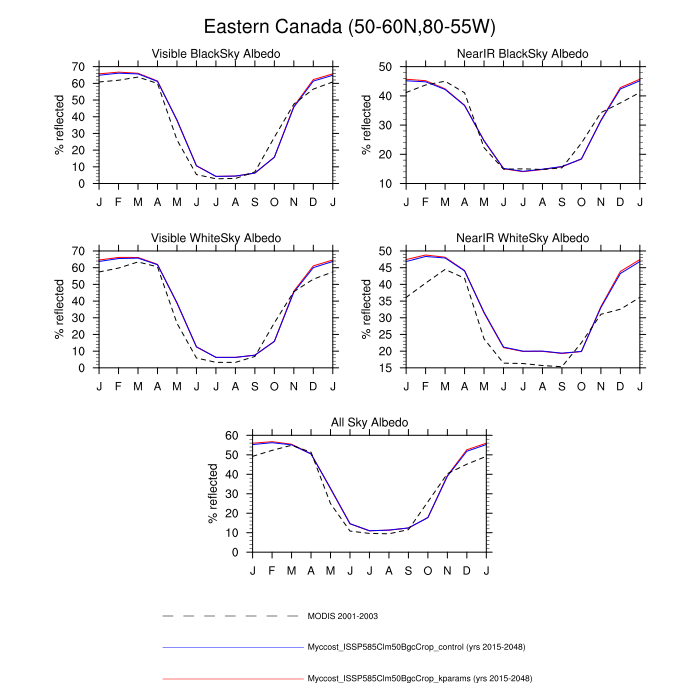 Eastern Canada (50-60N,80-55W)
Visible BlackSky Albedo
% reflected
70
60
50
40
30
20
10
0
J F M A M J J A S O N D J
NearIR BlackSky Albedo
% reflected
50
40
30
20
10
J F M A M J J A S O N D J
Visible WhiteSky Albedo
% reflected
70
60
50
40
30
20
10
0
J F M A M J J A S O N D J
NearIR WhiteSky Albedo
% reflected
50
45
40
35
30
25
20
15
J F M A M J J A S O N D J
All Sky Albedo
% reflected
60
50
40
30
20
10
0
J F M A M J J A S O N D J
MODIS 2001-2003
Myccost_ISSP585Clm50BgcCrop_control (yrs 2015-2048)
Myccost_ISSP585Clm50BgcCrop_kparams (yrs 2015-2048)